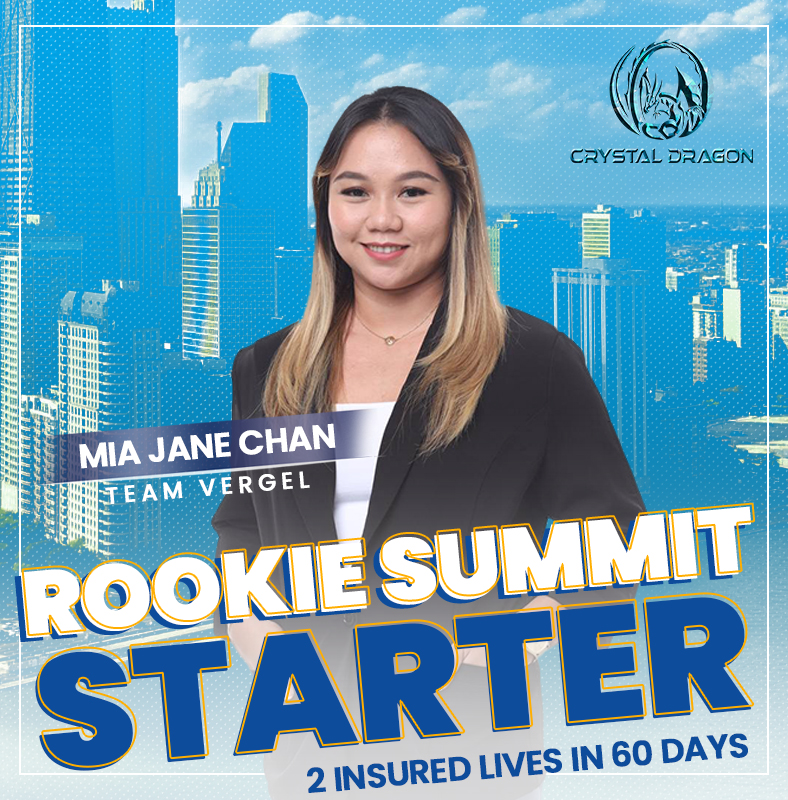 CRYSTAL DRAGON
MIA JANE CHAN
TEAM VERGEL
ROOKIE SUMMIT
STARTER
2 INSURED LIVES IN 60 DAYS